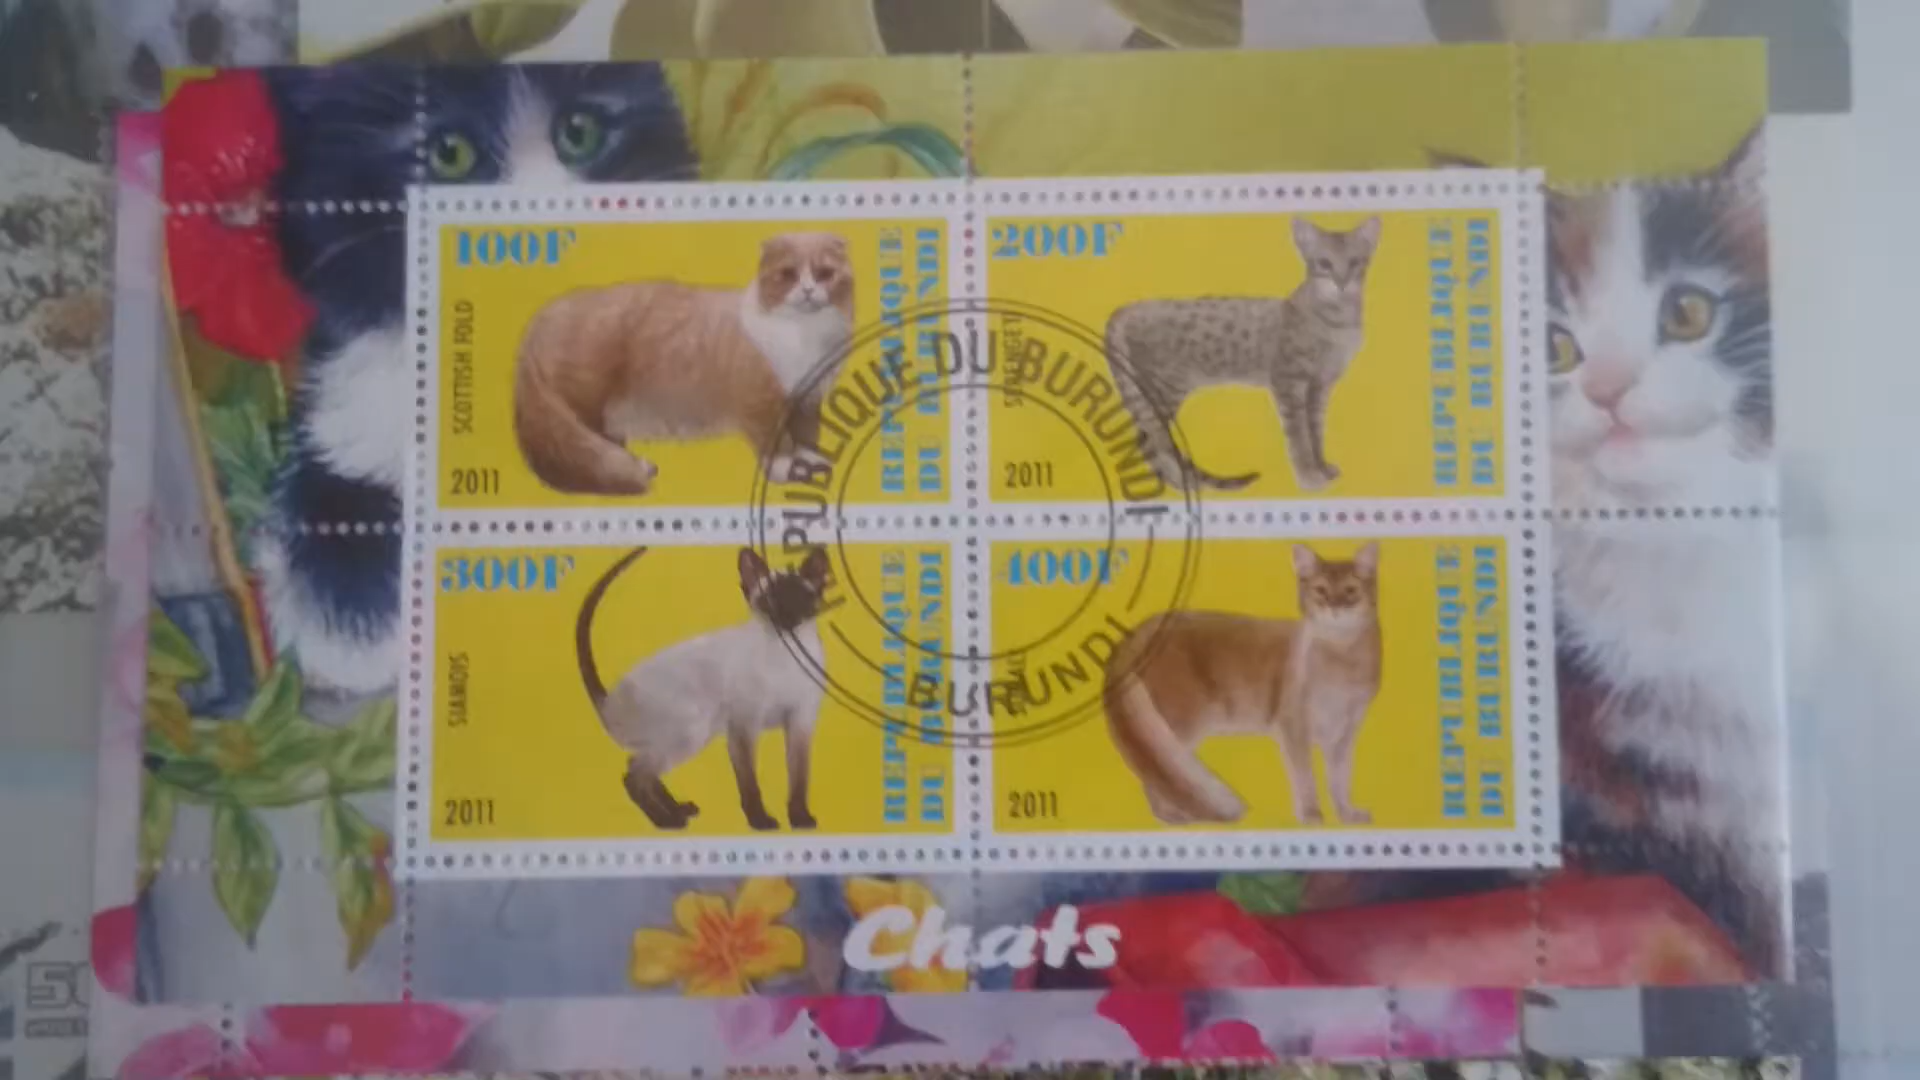 100F
SCOTTISH FOLD
2011
REPUBLIQUE
DU BURUNDI
200F
2011
REPUBLIQUE
DU BURUNDI
300F
SIAMOIS
2011
REPUBLIQUE
DU BURUNDI
400F
2011
REPUBLIQUE
DU BURUNDI
REPUBLIQUE DU BURUNDI
BURUNDI
Chats